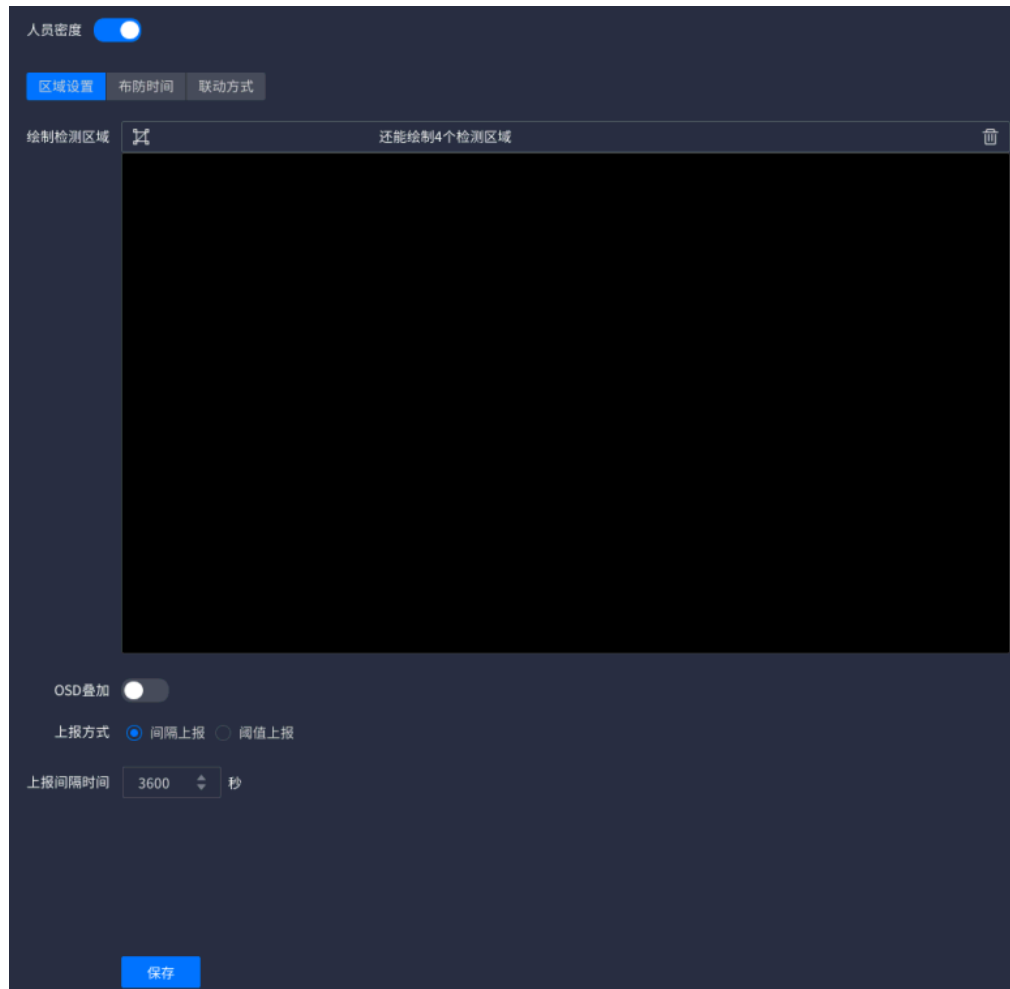 人员密度
区域设置 布防时间 联动方式
绘制检测区域 还能绘制4个检测区域
OSD叠加
上报方式 间隔上报 阈值上报
上报间隔时间 3600 秒
保存